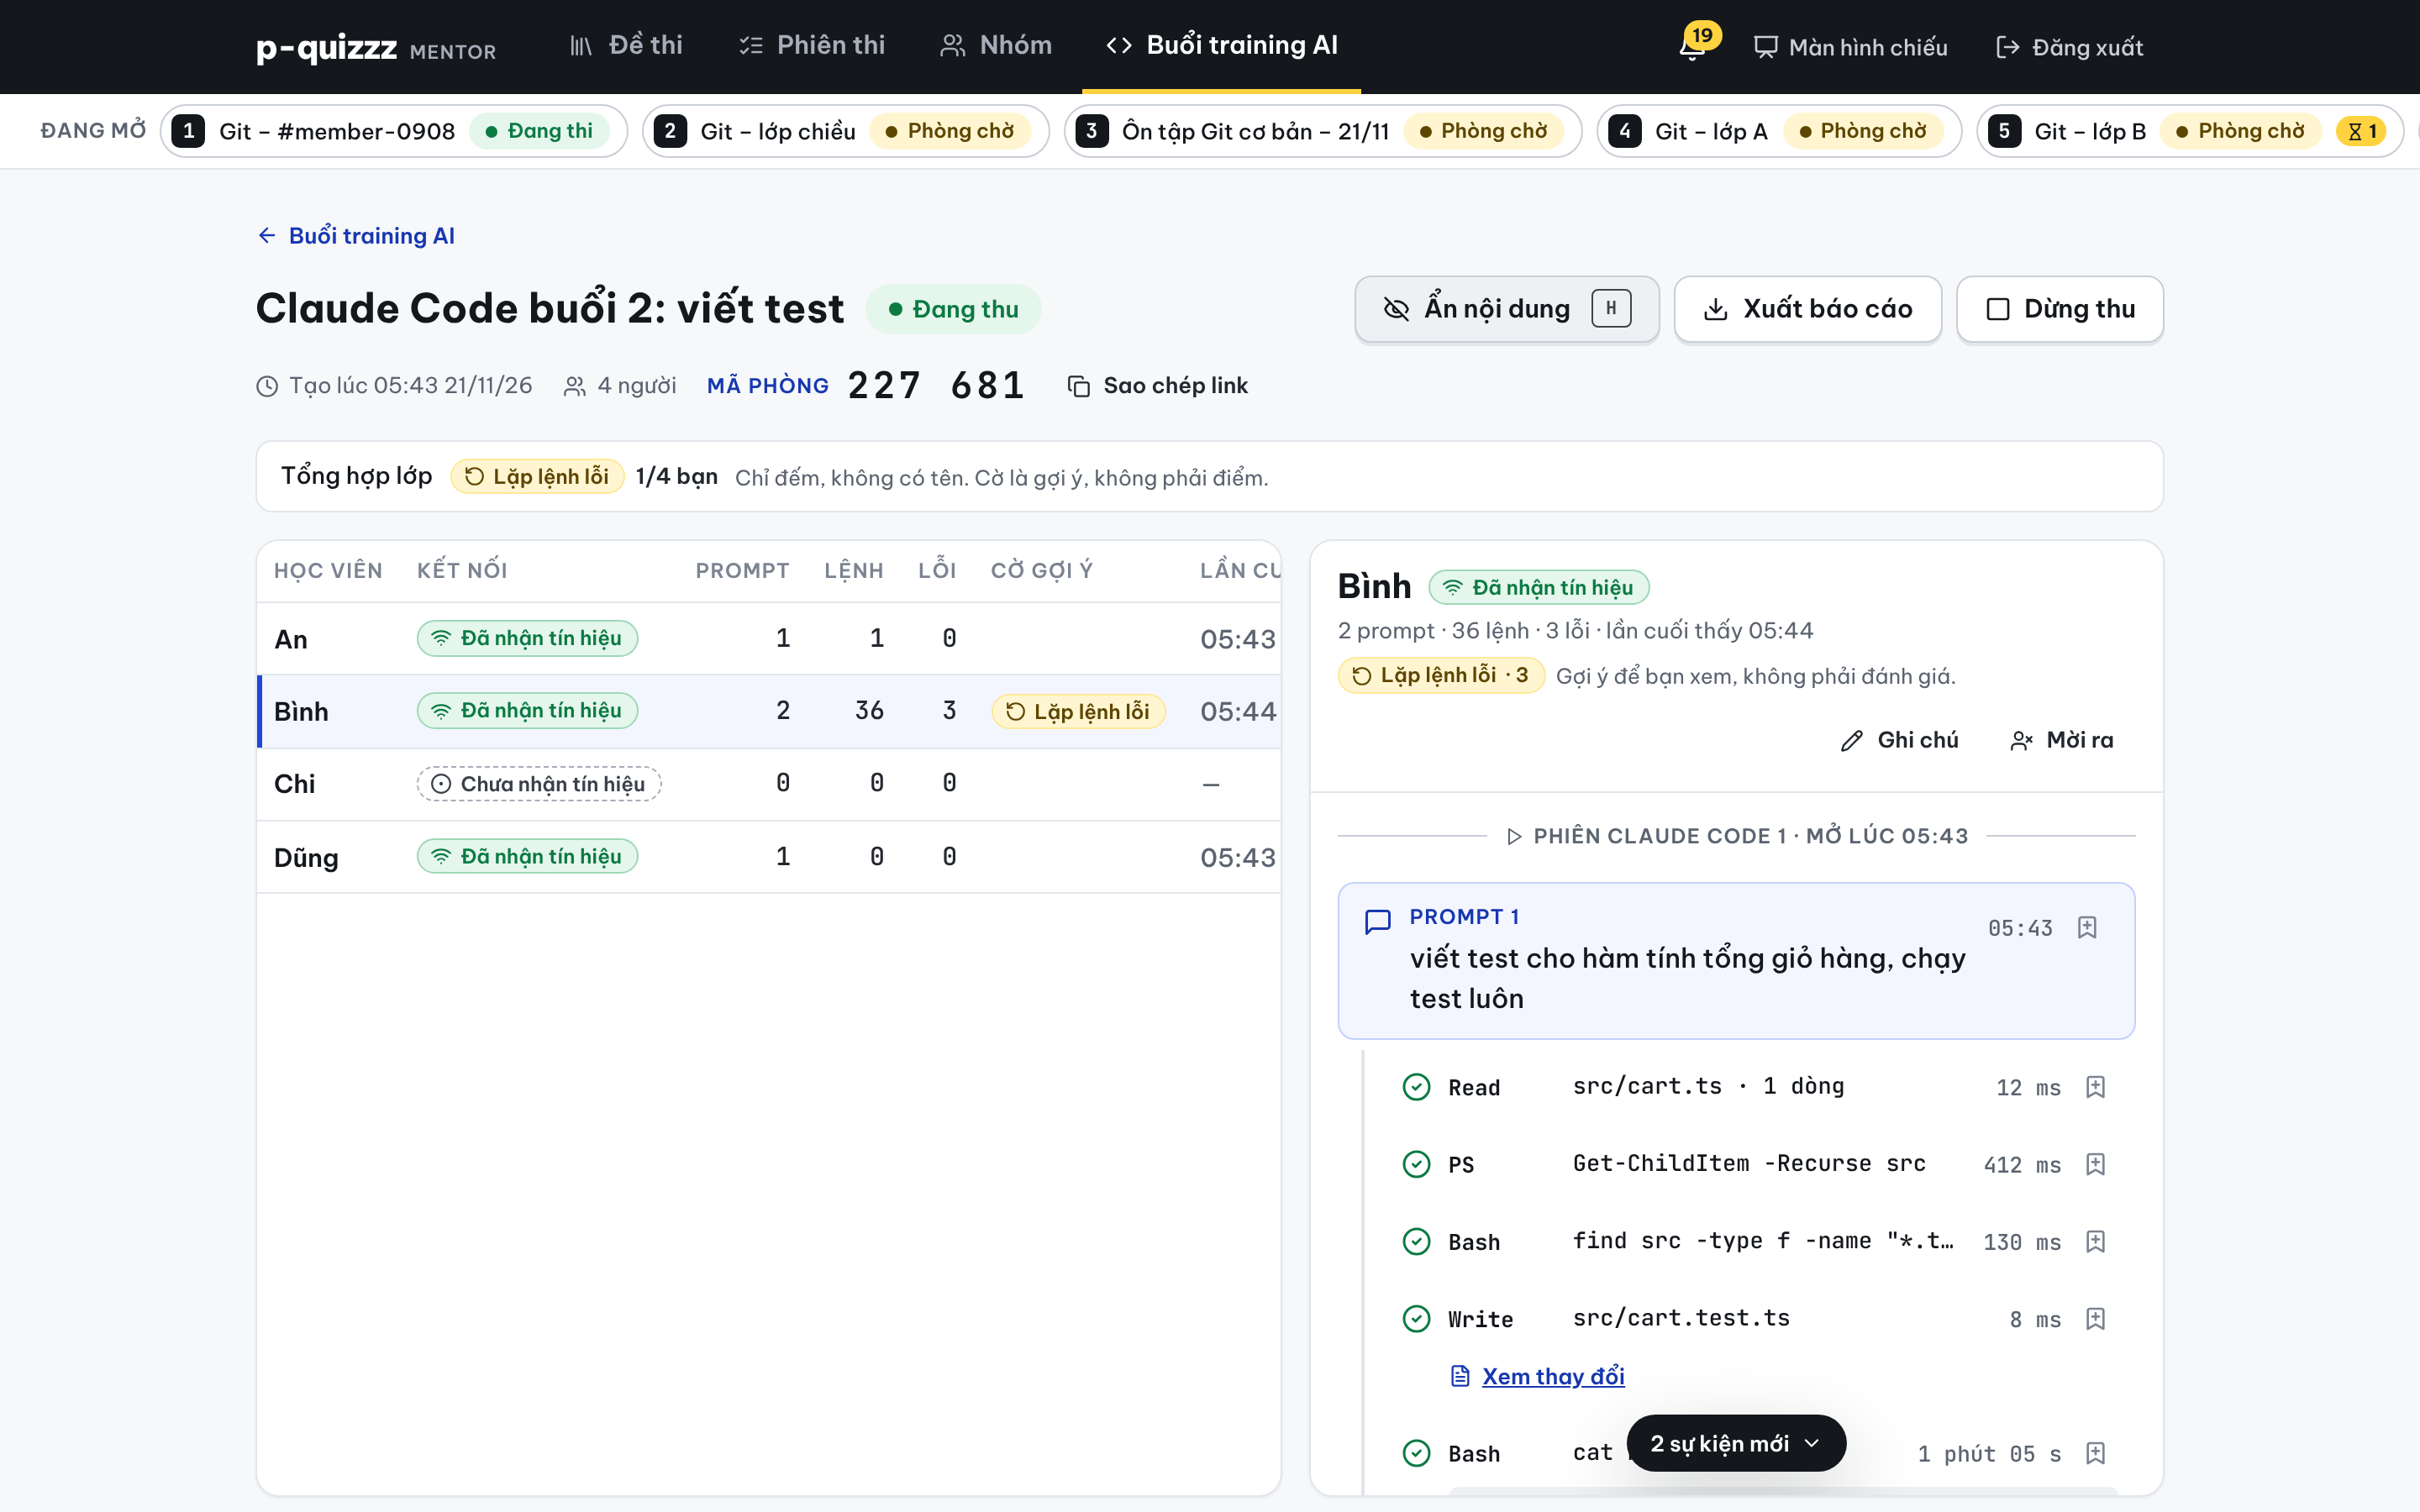 p-quizzz MENTOR Đề thi Phiên thi Nhóm Buổi training AI 19 Màn hình chiếu Đăng xuất
ĐANG MỞ 1 Git – #member-0908 Đang thi 2 Git – lớp chiều Phòng chờ 3 Ôn tập Git cơ bản – 21/11 Phòng chờ 4 Git – lớp A Phòng chờ 5 Git – lớp B Phòng chờ 1
Buổi training AI
Claude Code buổi 2: viết test Đang thu Ẩn nội dung H Xuất báo cáo Dừng thu
Tạo lúc 05:43 21/11/26 4 người MÃ PHÒNG 227 681 Sao chép link
Tổng hợp lớp Lặp lệnh lỗi 1/4 bạn Chỉ đếm, không có tên. Cờ là gợi ý, không phải điểm.
HỌC VIÊN KẾT NỐI PROMPT LỆNH LỖI CỜ GỢI Ý LẦN CU
An Đã nhận tín hiệu 1 1 0 05:43
Bình Đã nhận tín hiệu 2 36 3 Lặp lệnh lỗi 05:44
Chi Chưa nhận tín hiệu 0 0 0 –
Dũng Đã nhận tín hiệu 1 0 0 05:43
Bình Đã nhận tín hiệu
2 prompt · 36 lệnh · 3 lỗi · lần cuối thấy 05:44
Lặp lệnh lỗi · 3 Gợi ý để bạn xem, không phải đánh giá.
Ghi chú Mời ra
PHIÊN CLAUDE CODE 1 · MỞ LÚC 05:43
PROMPT 1 05:43
viết test cho hàm tính tổng giỏ hàng, chạy
test luôn
Read src/cart.ts · 1 dòng 12 ms
PS Get-ChildItem -Recurse src 412 ms
Bash find src -type f -name "*.t… 130 ms
Write src/cart.test.ts 8 ms
Xem thay đổi
Bash cat 1 phút 05 s
2 sự kiện mới